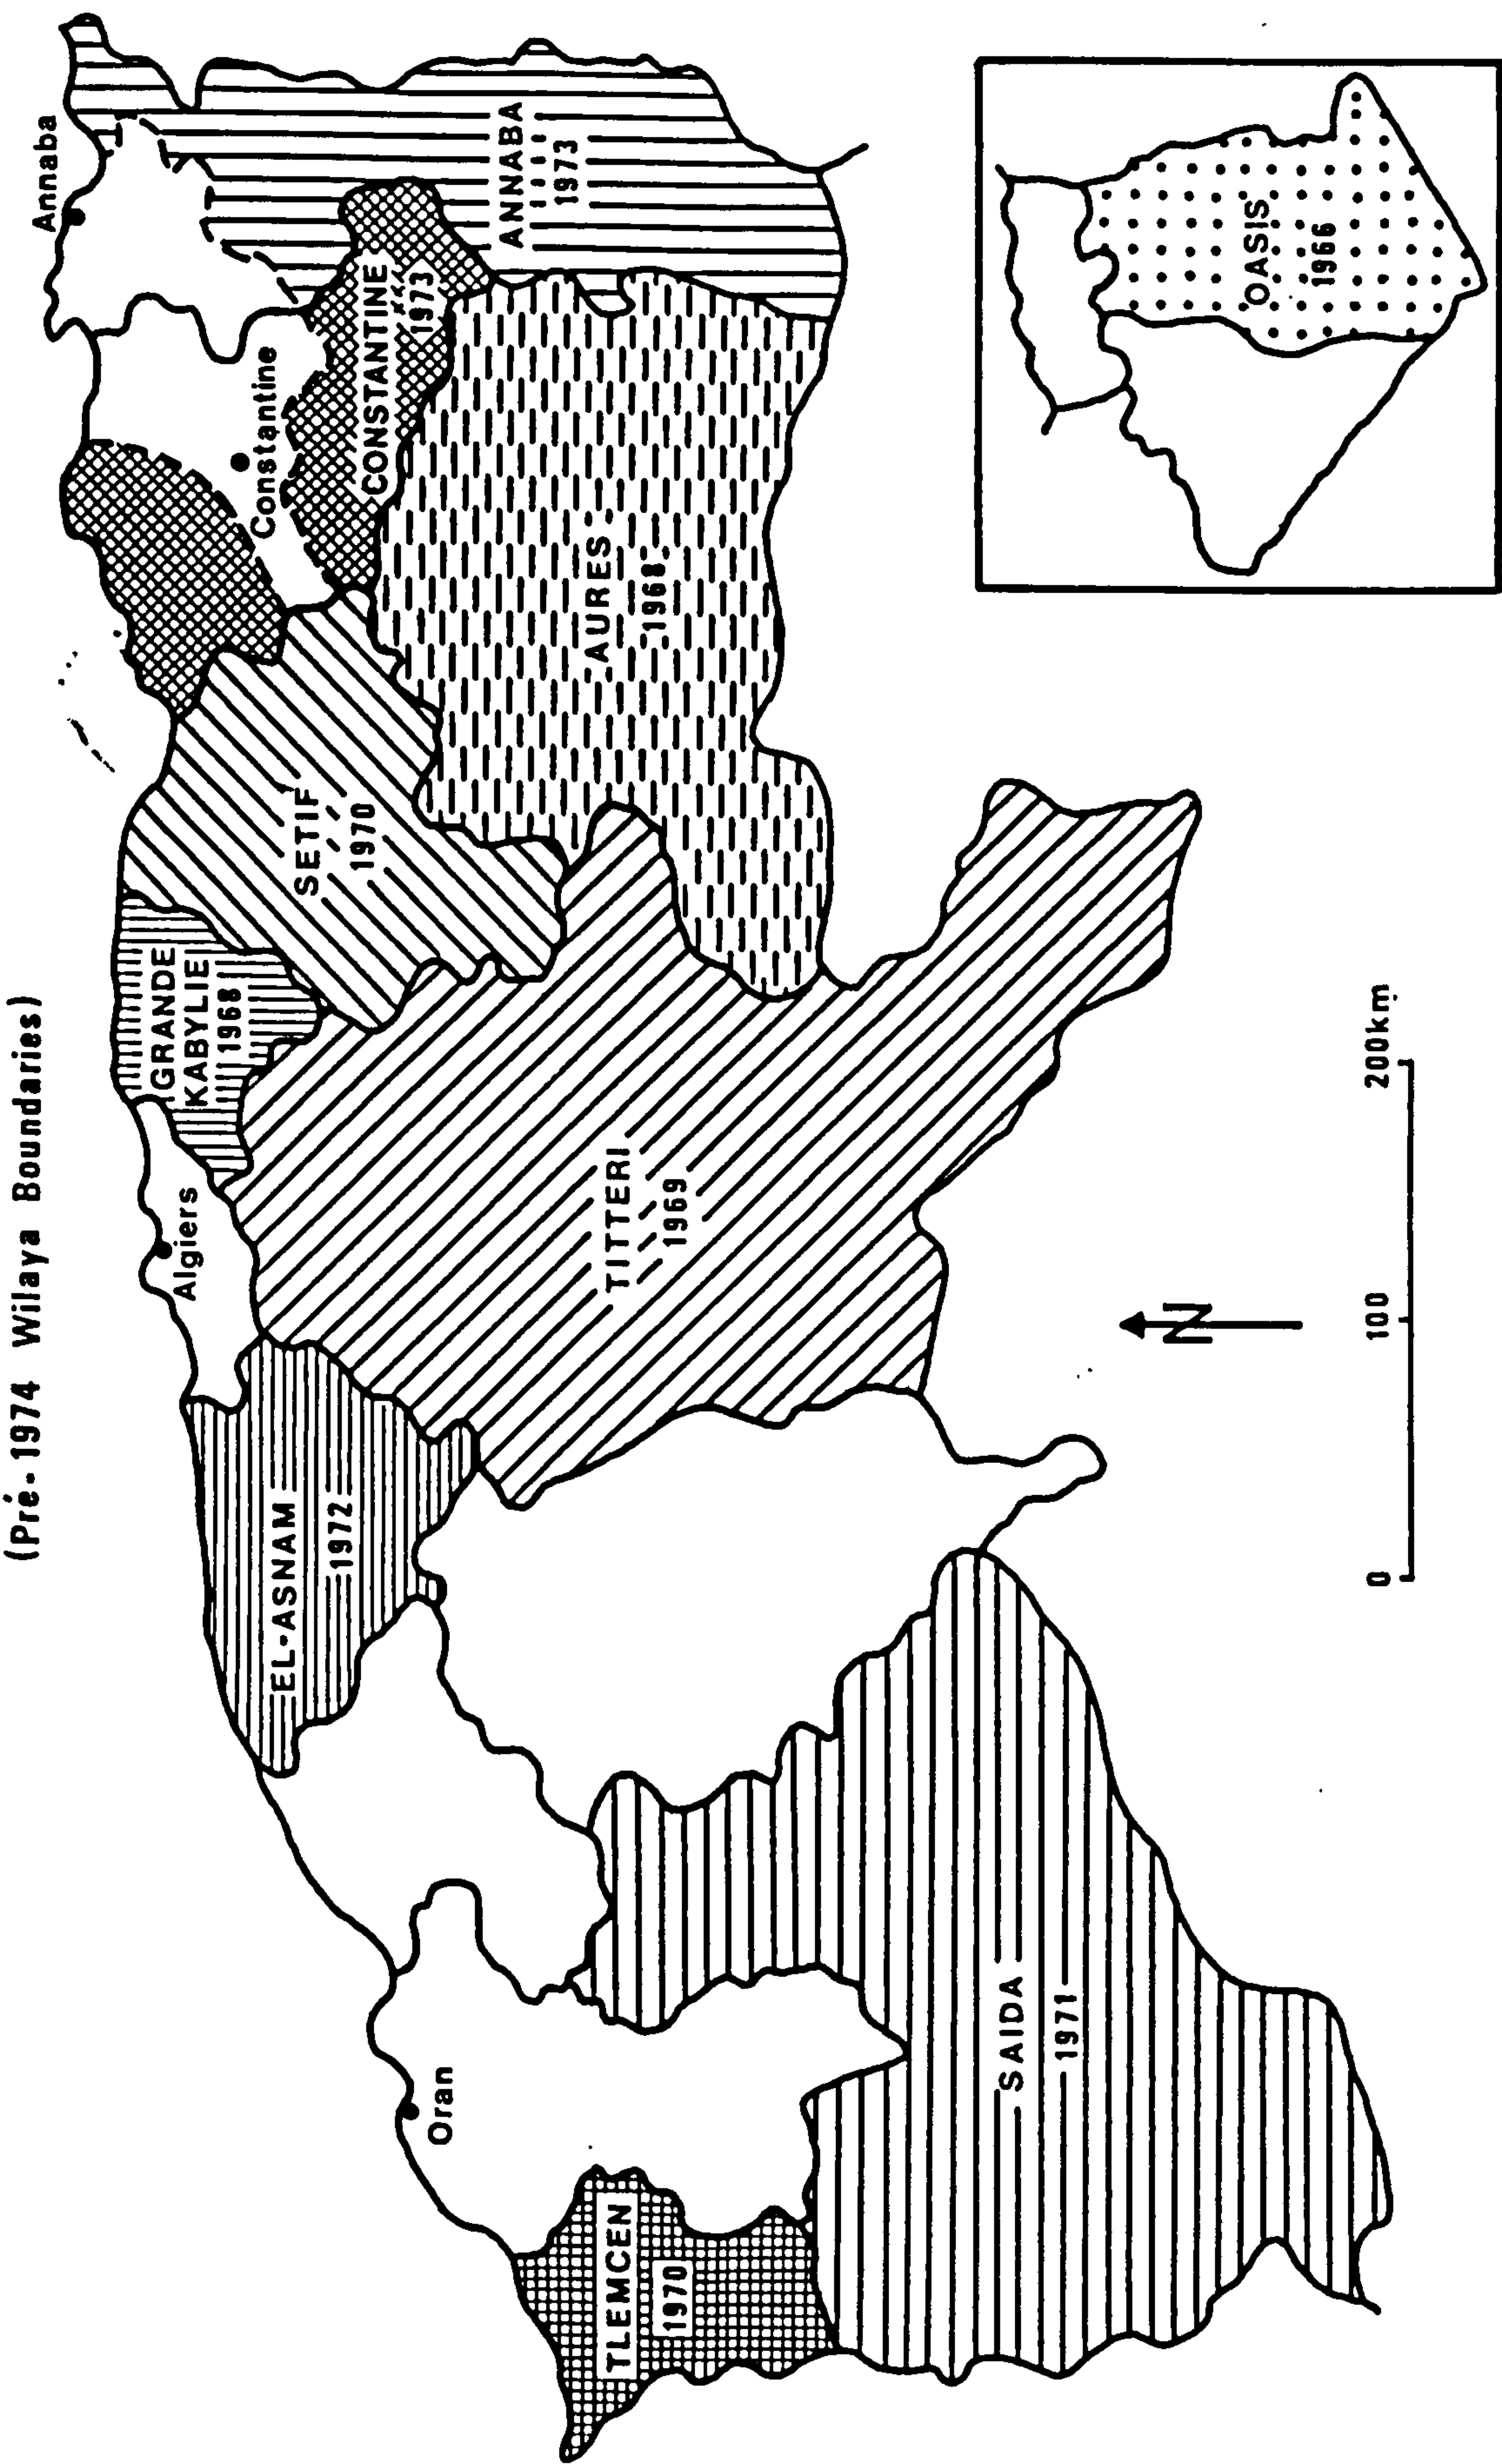 (Pré-1974 Wilaya Boundaries)
Annaba
Constantine
Algiers
Oran
ANNABA
1973
CONSTANTINE
1973
SETIF
1970
GRANDE
KABYLIE
1968
AURES
1968
TITTERI
1969
EL-ASNAM
1972
TLEMCEN
1970
SAIDA
1971
OASIS
1966
N
0 100 200km